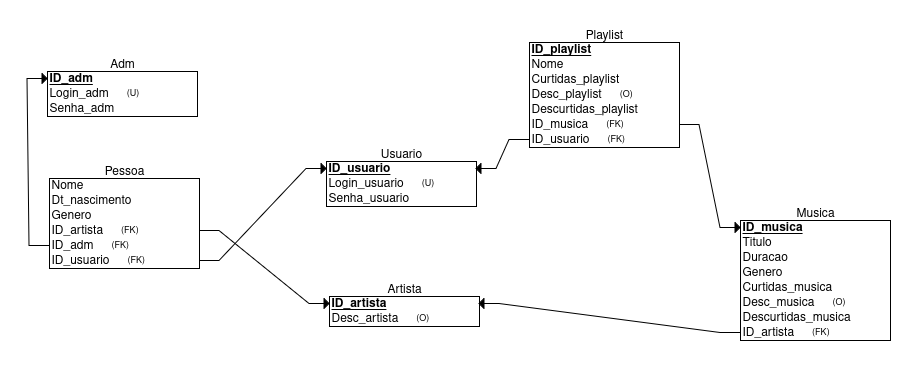 Playlist
ID_playlist
Nome
Curtidas_playlist
Desc_playlist (O)
Descurtidas_playlist
ID_musica (FK)
ID_usuario (FK)
Adm
ID_adm
Login_adm (U)
Senha_adm
Usuario
ID_usuario
Login_usuario (U)
Senha_usuario
Pessoa
Nome
Dt_nascimento
Genero
ID_artista (FK)
ID_adm (FK)
ID_usuario (FK)
Musica
ID_musica
Titulo
Duracao
Genero
Curtidas_musica
Desc_musica (O)
Descurtidas_musica
ID_artista (FK)
Artista
ID_artista
Desc_artista (O)